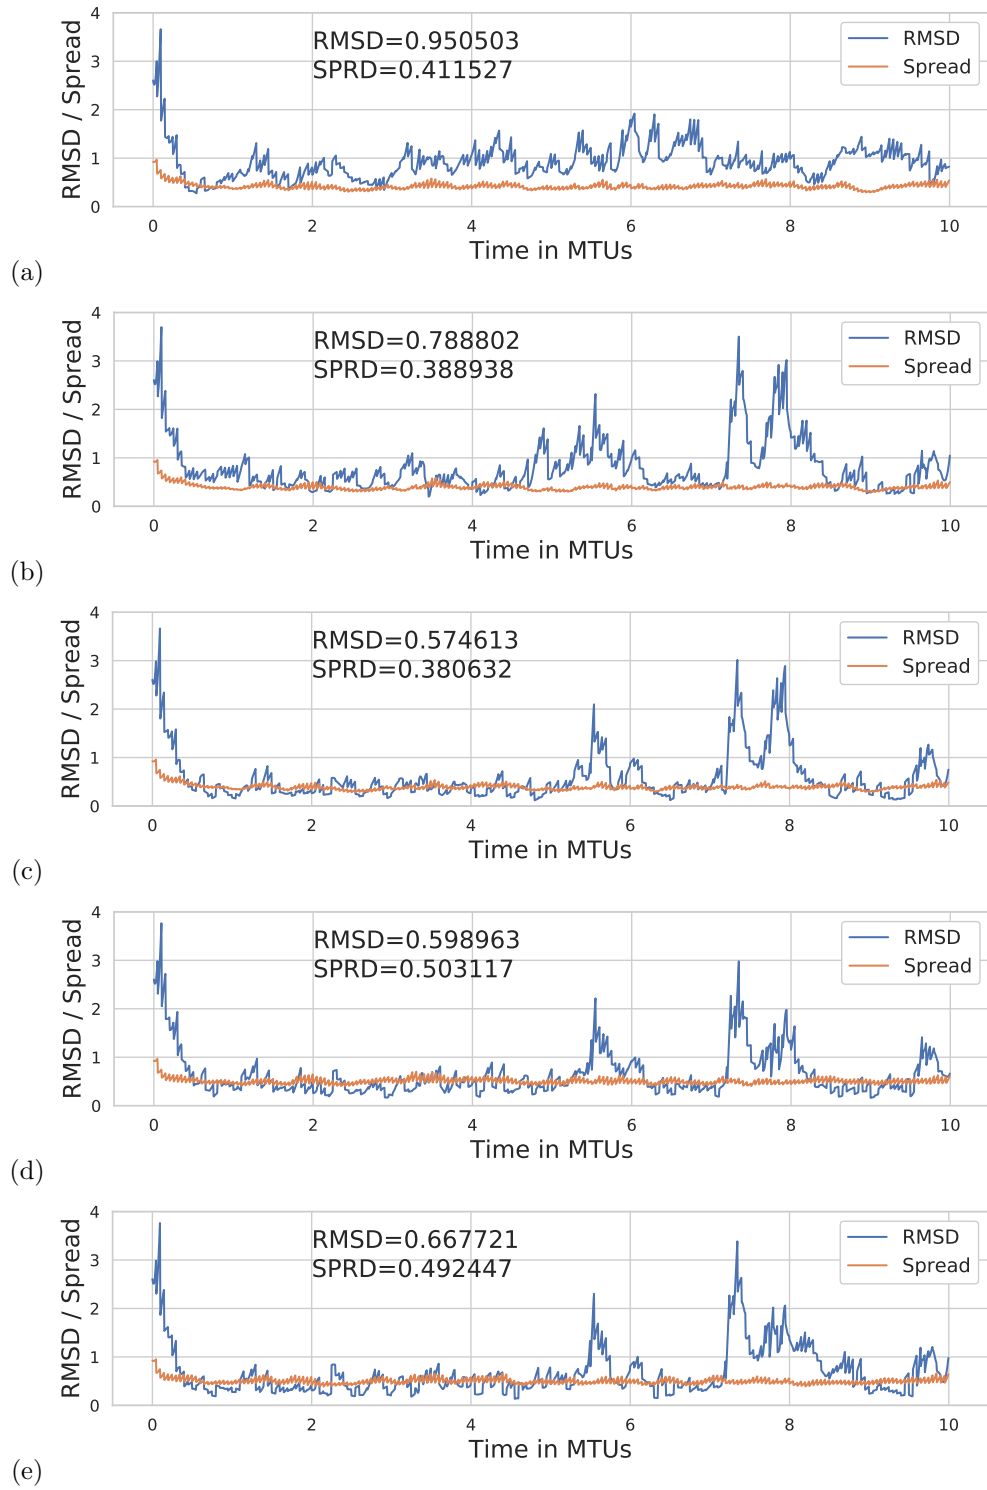 RMSD / Spread
4
3
2
1
0
RMSD=0.950503
SPRD=0.411527
RMSD
Spread
0 2 4 6 8 10
Time in MTUs
(a)
RMSD / Spread
4
3
2
1
0
RMSD=0.788802
SPRD=0.388938
RMSD
Spread
0 2 4 6 8 10
Time in MTUs
(b)
RMSD / Spread
4
3
2
1
0
RMSD=0.574613
SPRD=0.380632
RMSD
Spread
0 2 4 6 8 10
Time in MTUs
(c)
RMSD / Spread
4
3
2
1
0
RMSD=0.598963
SPRD=0.503117
RMSD
Spread
0 2 4 6 8 10
Time in MTUs
(d)
RMSD / Spread
4
3
2
1
0
RMSD=0.667721
SPRD=0.492447
RMSD
Spread
0 2 4 6 8 10
Time in MTUs
(e)